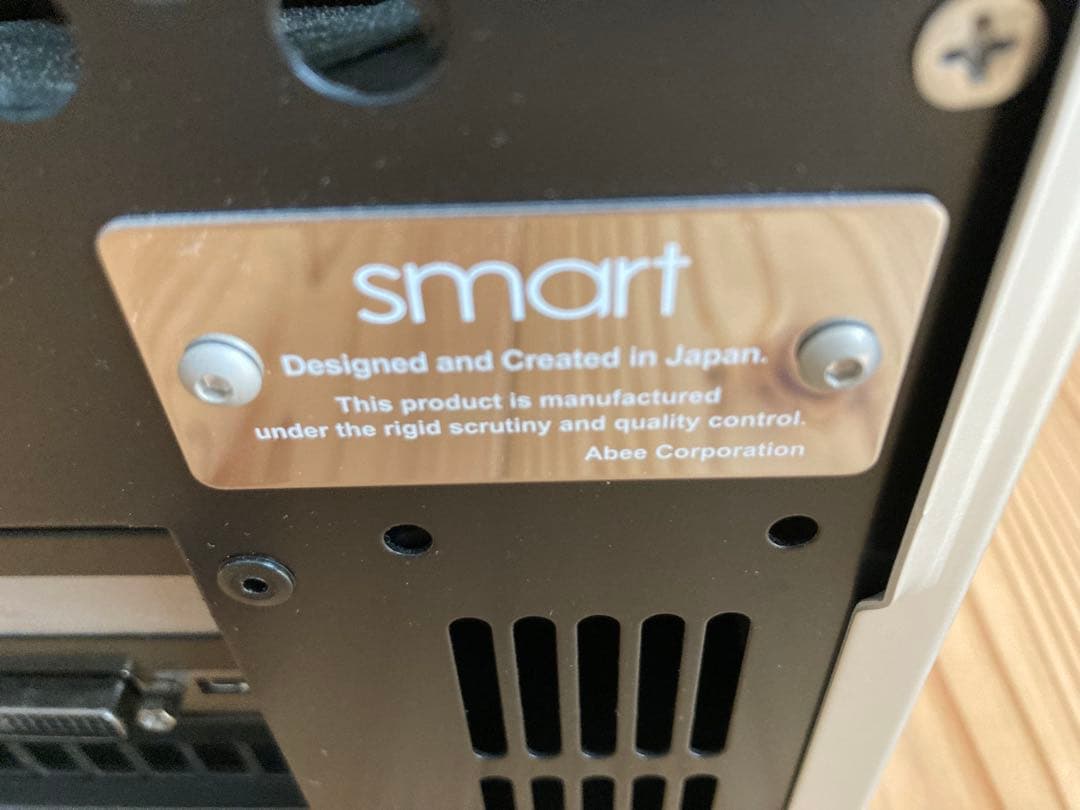 smart
Designed and Created in Japan.
This product is manufactured
under the rigid scrutiny and quality control.
Abee Corporation